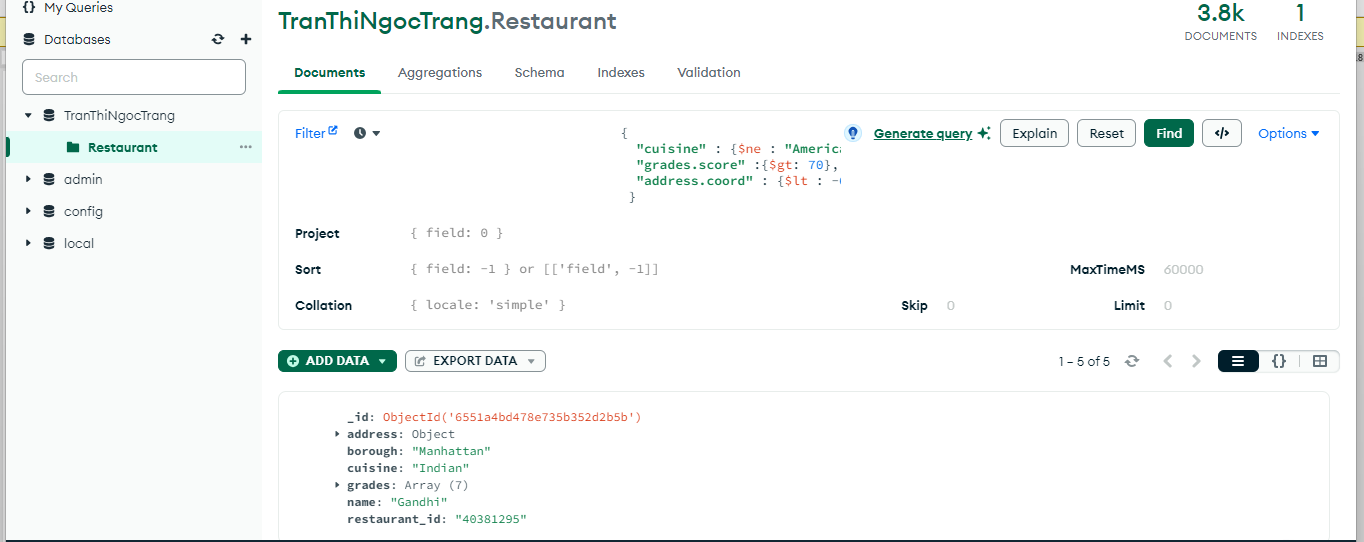 {} My Queries
Databases
Search
TranThiNgocTrang
Restaurant
admin
config
local
TranThiNgocTrang.Restaurant
3.8k
DOCUMENTS
1
INDEXES
Documents
Aggregations
Schema
Indexes
Validation
Filter
{
"cuisine" : {$ne : "America
"grades.score" :{$gt: 70},
"address.coord" : {$lt : -
}
Generate query
Explain
Reset
Find
</>
Options
Project
{ field: 0 }
Sort
{ field: -1 } or [['field', -1]]
MaxTimeMS
60000
Collation
{ locale: 'simple' }
Skip
0
Limit
0
ADD DATA
EXPORT DATA
1 – 5 of 5
{}
_id: ObjectId('6551a4bd478e735b352d2b5b')
address: Object
borough: "Manhattan"
cuisine: "Indian"
grades: Array (7)
name: "Gandhi"
restaurant_id: "40381295"